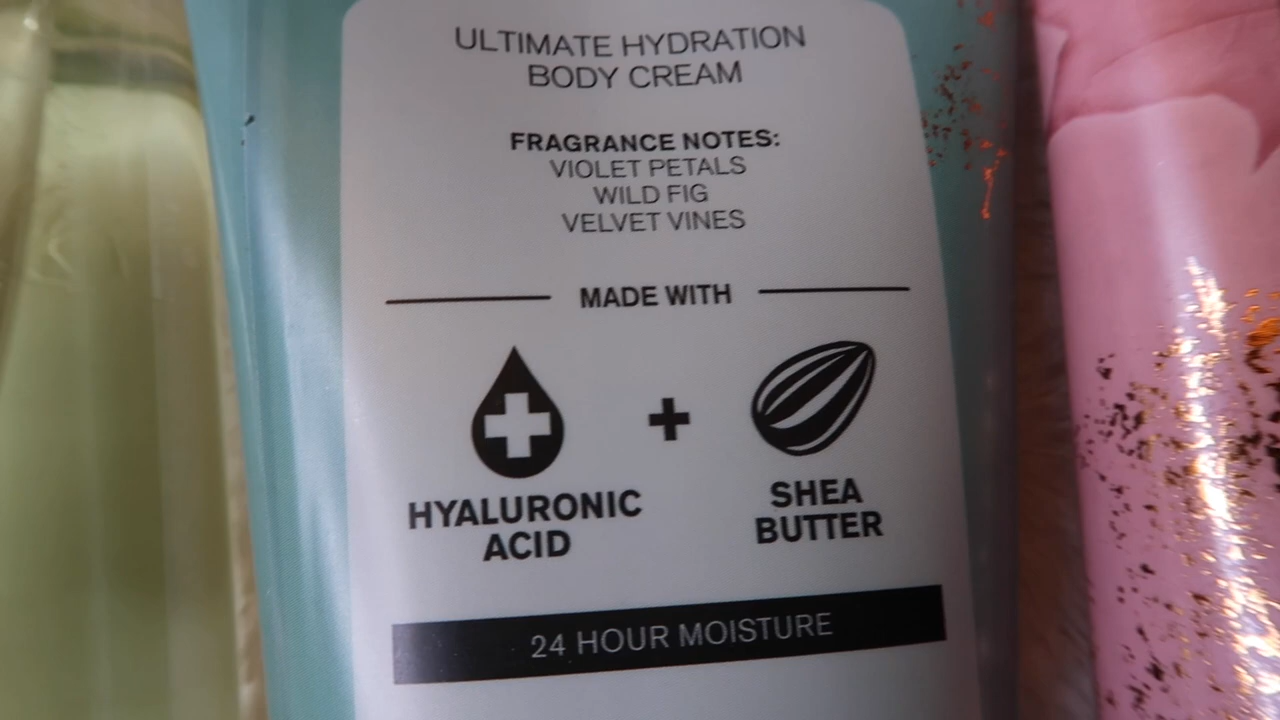 ULTIMATE HYDRATION
BODY CREAM
FRAGRANCE NOTES:
VIOLET PETALS
WILD FIG
VELVET VINES
MADE WITH
HYALURONIC
ACID
+
SHEA
BUTTER
24 HOUR MOISTURE